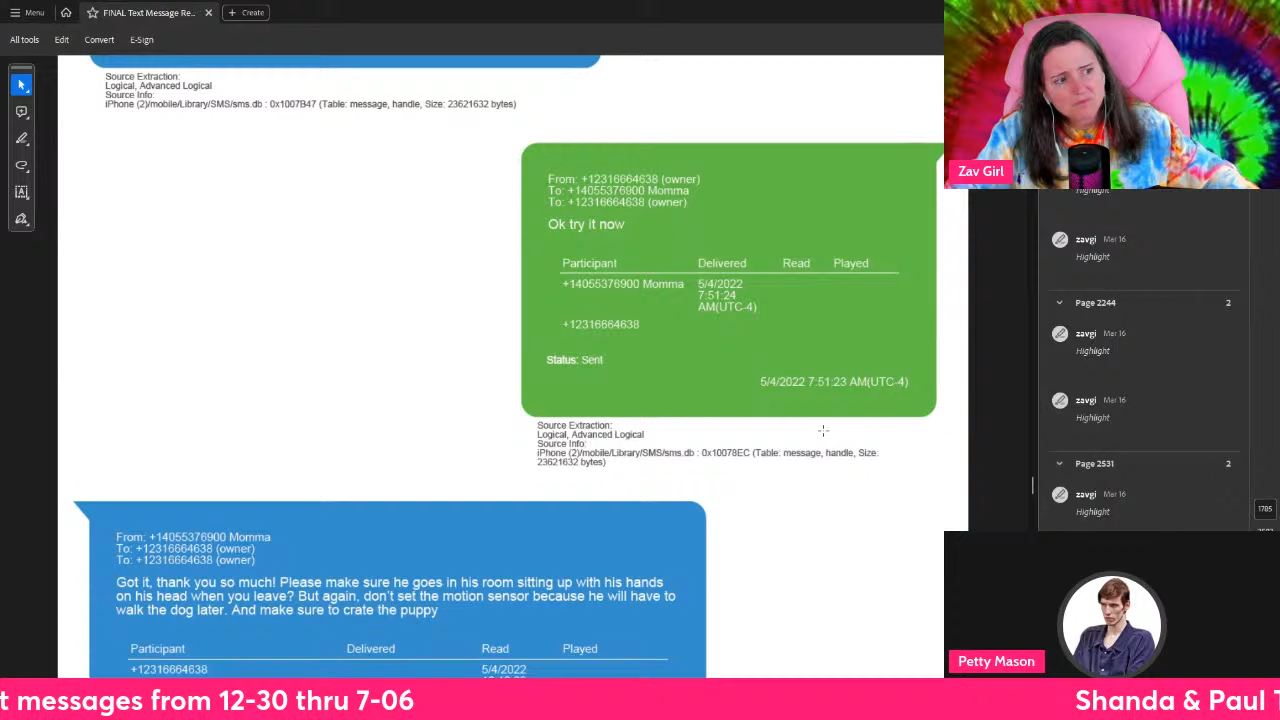 Menu
FINAL Text Message Re...
Create
All tools
Edit
Convert
E-Sign
Source Extraction:
Logical, Advanced Logical
Source Info:
iPhone (2)/mobile/Library/SMS/sms.db : 0x1007B47 (Table: message, handle, Size: 23621632 bytes)
From: +12316664638 (owner)
To: +14055376900 Momma
To: +12316664638 (owner)
Ok try it now
Participant Delivered Read Played
+14055376900 Momma 5/4/2022
7:51:24
AM(UTC-4)
+12316664638
Status: Sent
5/4/2022 7:51:23 AM(UTC-4)
Source Extraction:
Logical, Advanced Logical
Source Info:
iPhone (2)/mobile/Library/SMS/sms.db : 0x10078EC (Table: message, handle, Size:
23621632 bytes)
From: +14055376900 Momma
To: +12316664638 (owner)
To: +12316664638 (owner)
Got it, thank you so much! Please make sure he goes in his room sitting up with his hands
on his head when you leave? But again, don't set the motion sensor because he will have to
walk the dog later. And make sure to crate the puppy
Participant Delivered Read Played
+12316664638 5/4/2022
Zav Girl
Highlight
zavgi Mar 16
Highlight
Page 2244 2
zavgi Mar 16
Highlight
zavgi Mar 16
Highlight
Page 2531 2
zavgi Mar 16
Highlight
1785
Petty Mason
t messages from 12-30 thru 7-06
Shanda & Paul